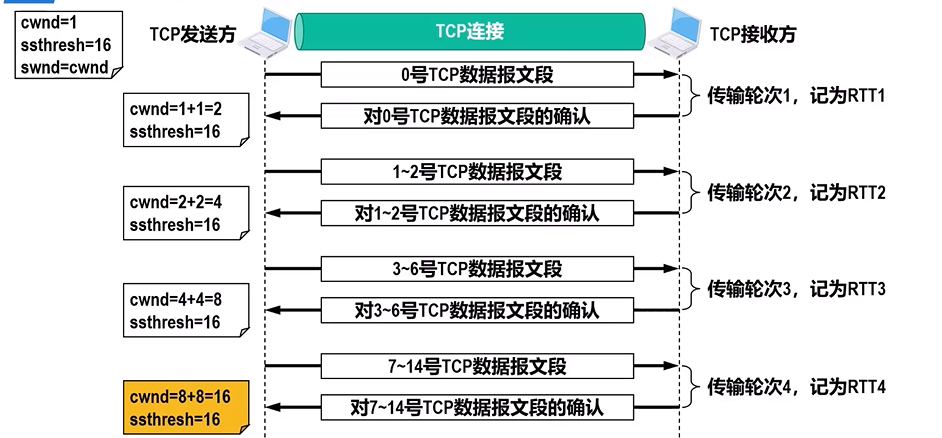 cwnd=1
ssthresh=16
swnd=cwnd
TCP发送方
TCP连接
TCP接收方
0号TCP数据报文段
传输轮次1，记为RTT1
cwnd=1+1=2
ssthresh=16
对0号TCP数据报文段的确认
1~2号TCP数据报文段
传输轮次2，记为RTT2
cwnd=2+2=4
ssthresh=16
对1~2号TCP数据报文段的确认
3~6号TCP数据报文段
传输轮次3，记为RTT3
cwnd=4+4=8
ssthresh=16
对3~6号TCP数据报文段的确认
7~14号TCP数据报文段
传输轮次4，记为RTT4
cwnd=8+8=16
ssthresh=16
对7~14号TCP数据报文段的确认